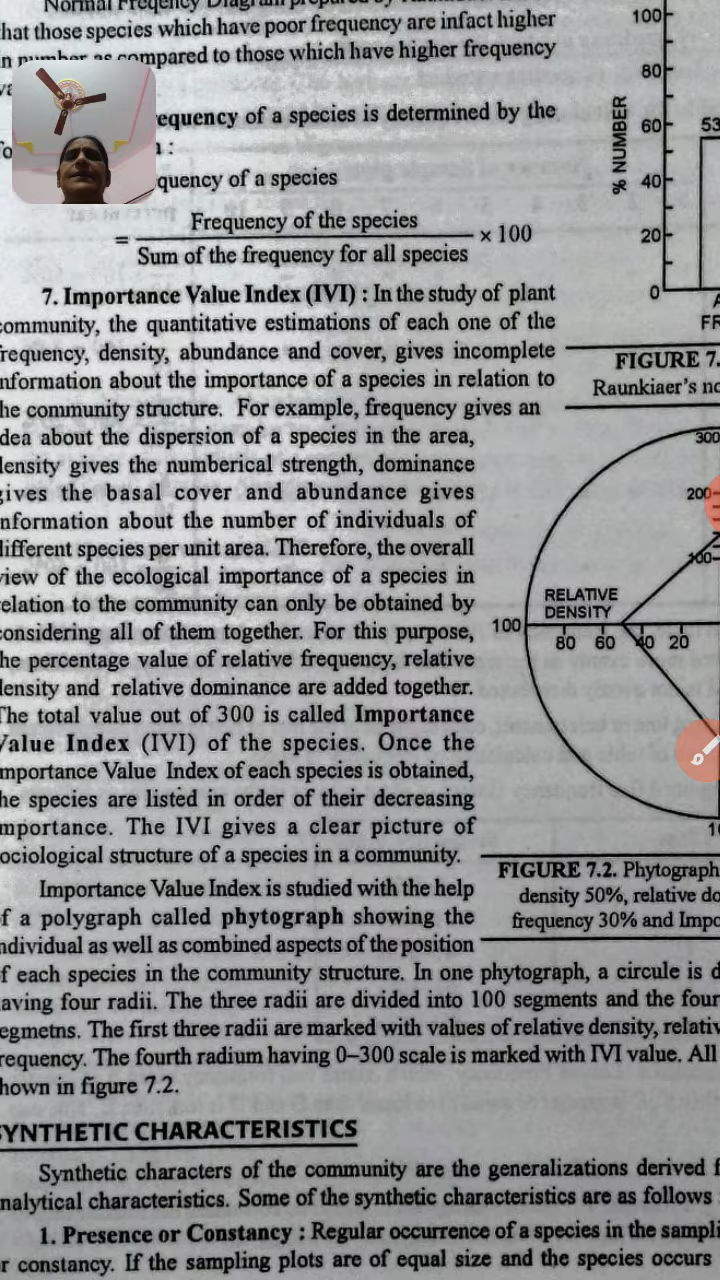 Normal Freqency Diagram prepared by
hat those species which have poor frequency are infact higher
n number as compared to those which have higher frequency
requency of a species is determined by the
:
quency of a species
= Frequency of the species
Sum of the frequency for all species × 100
7. Importance Value Index (IVI) : In the study of plant
community, the quantitative estimations of each one of the
frequency, density, abundance and cover, gives incomplete
nformation about the importance of a species in relation to
he community structure. For example, frequency gives an
dea about the dispersion of a species in the area,
density gives the numberical strength, dominance
gives the basal cover and abundance gives
nformation about the number of individuals of
different species per unit area. Therefore, the overall
view of the ecological importance of a species in
relation to the community can only be obtained by
considering all of them together. For this purpose,
he percentage value of relative frequency, relative
density and relative dominance are added together.
The total value out of 300 is called Importance
Value Index (IVI) of the species. Once the
mportance Value Index of each species is obtained,
he species are listed in order of their decreasing
mportance. The IVI gives a clear picture of
ociological structure of a species in a community.
Importance Value Index is studied with the help
of a polygraph called phytograph showing the
ndividual as well as combined aspects of the position
of each species in the community structure. In one phytograph, a circule is d
aving four radii. The three radii are divided into 100 segments and the four
egmetns. The first three radii are marked with values of relative density, relativ
requency. The fourth radium having 0–300 scale is marked with IVI value. All
hown in figure 7.2.
SYNTHETIC CHARACTERISTICS
Synthetic characters of the community are the generalizations derived f
nalytical characteristics. Some of the synthetic characteristics are as follows
1. Presence or Constancy : Regular occurrence of a species in the sampli
r constancy. If the sampling plots are of equal size and the species occurs
% NUMBER
100
80
60
40
20
0
53
A
FR
FIGURE 7.
Raunkiaer's no
300
200
100
RELATIVE
DENSITY
100
80 60 40 20
10
FIGURE 7.2. Phytograph
density 50%, relative do
frequency 30% and Impo